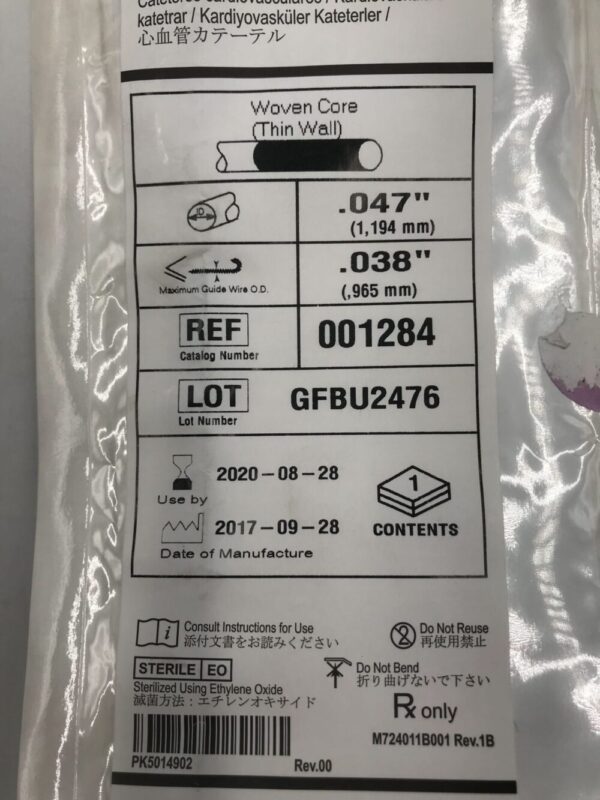 katetrar / Kardiyovasküler Kateterler /
心血管カテーテル
Woven Core
(Thin Wall)
ID
.047"
(1,194 mm)
Maximum Guide Wire O.D.
.038"
(,965 mm)
REF
Catalog Number
001284
LOT
Lot Number
GFBU2476
2020-08-28
Use by
2017-09-28
Date of Manufacture
1
CONTENTS
i
Consult Instructions for Use
添付文書をお読みください
2
Do Not Reuse
再使用禁止
STERILE EO
Sterilized Using Ethylene Oxide
滅菌方法：エチレンオキサイド
Do Not Bend
折り曲げないで下さい
Rx only
M724011B001 Rev.1B
PK5014902
Rev.00